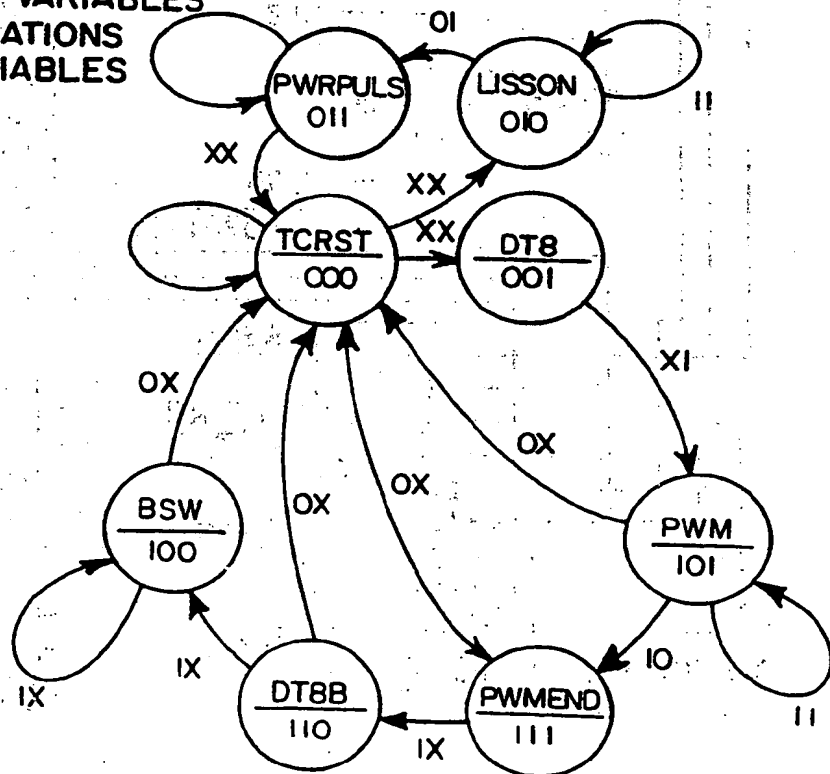 VARIABLES
ATIONS
IABLES
01
PWRPULS
011
LISSON
010
11
XX
XX
XX
TCRST
000
DT8
001
X1
0X
0X
0X
0X
BSW
100
PWM
101
1X
1X
DT8B
110
1X
PWMEND
111
10
11